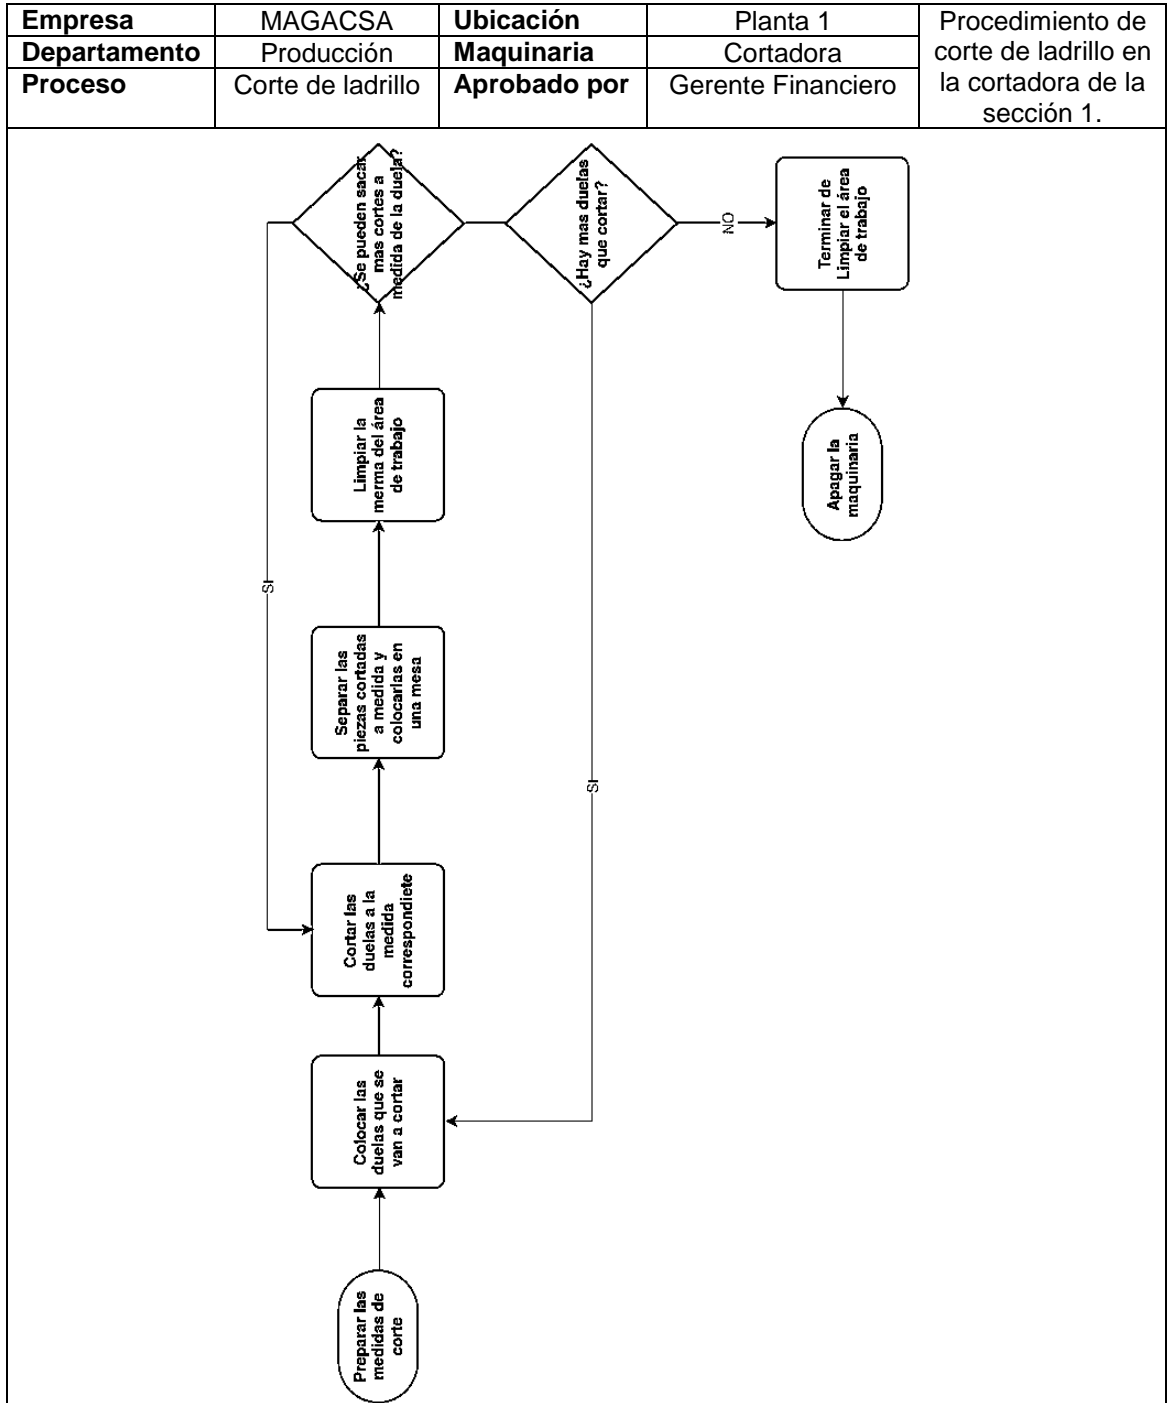 Empresa MAGACSA Ubicación Planta 1
Departamento Producción Maquinaria Cortadora
Proceso Corte de ladrillo Aprobado por Gerente Financiero
Procedimiento de
corte de ladrillo en
la cortadora de la
sección 1.
Preparar las
medidas de
corte
Colocar las
duelas que se
van a cortar
Cortar las
duelas a la
medida
correspondiete
Separar las
piezas cortadas
a medida y
colocarlas en
una mesa
Limpiar la
merma del área
de trabajo
¿Se pueden sacar
mas cortes a
medida de la duela?
SI
¿Hay mas duelas
que cortar?
SI
NO
Terminar de
Limpiar el área
de trabajo
Apagar la
maquinaria